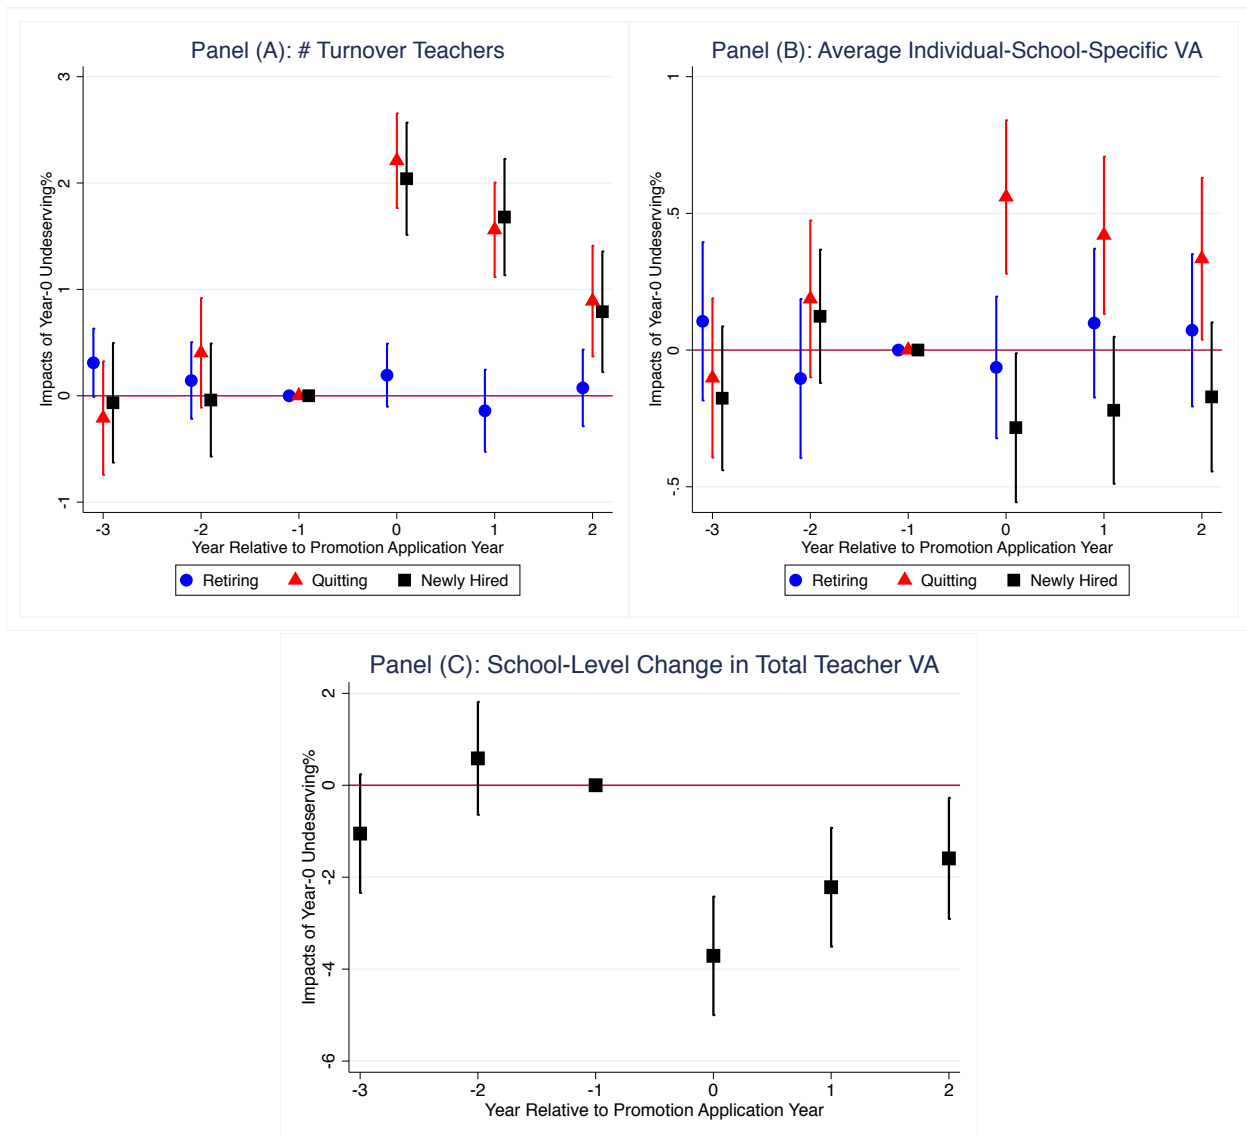 Panel (A): # Turnover Teachers
Impacts of Year-0 Undeserving%
3
2
1
0
-1
-3
-2
-1
0
1
2
Year Relative to Promotion Application Year
Retiring
Quitting
Newly Hired
Panel (B): Average Individual-School-Specific VA
Impacts of Year-0 Undeserving%
1
.5
0
-.5
-3
-2
-1
0
1
2
Year Relative to Promotion Application Year
Retiring
Quitting
Newly Hired
Panel (C): School-Level Change in Total Teacher VA
Impacts of Year-0 Undeserving%
2
0
-2
-4
-6
-3
-2
-1
0
1
2
Year Relative to Promotion Application Year